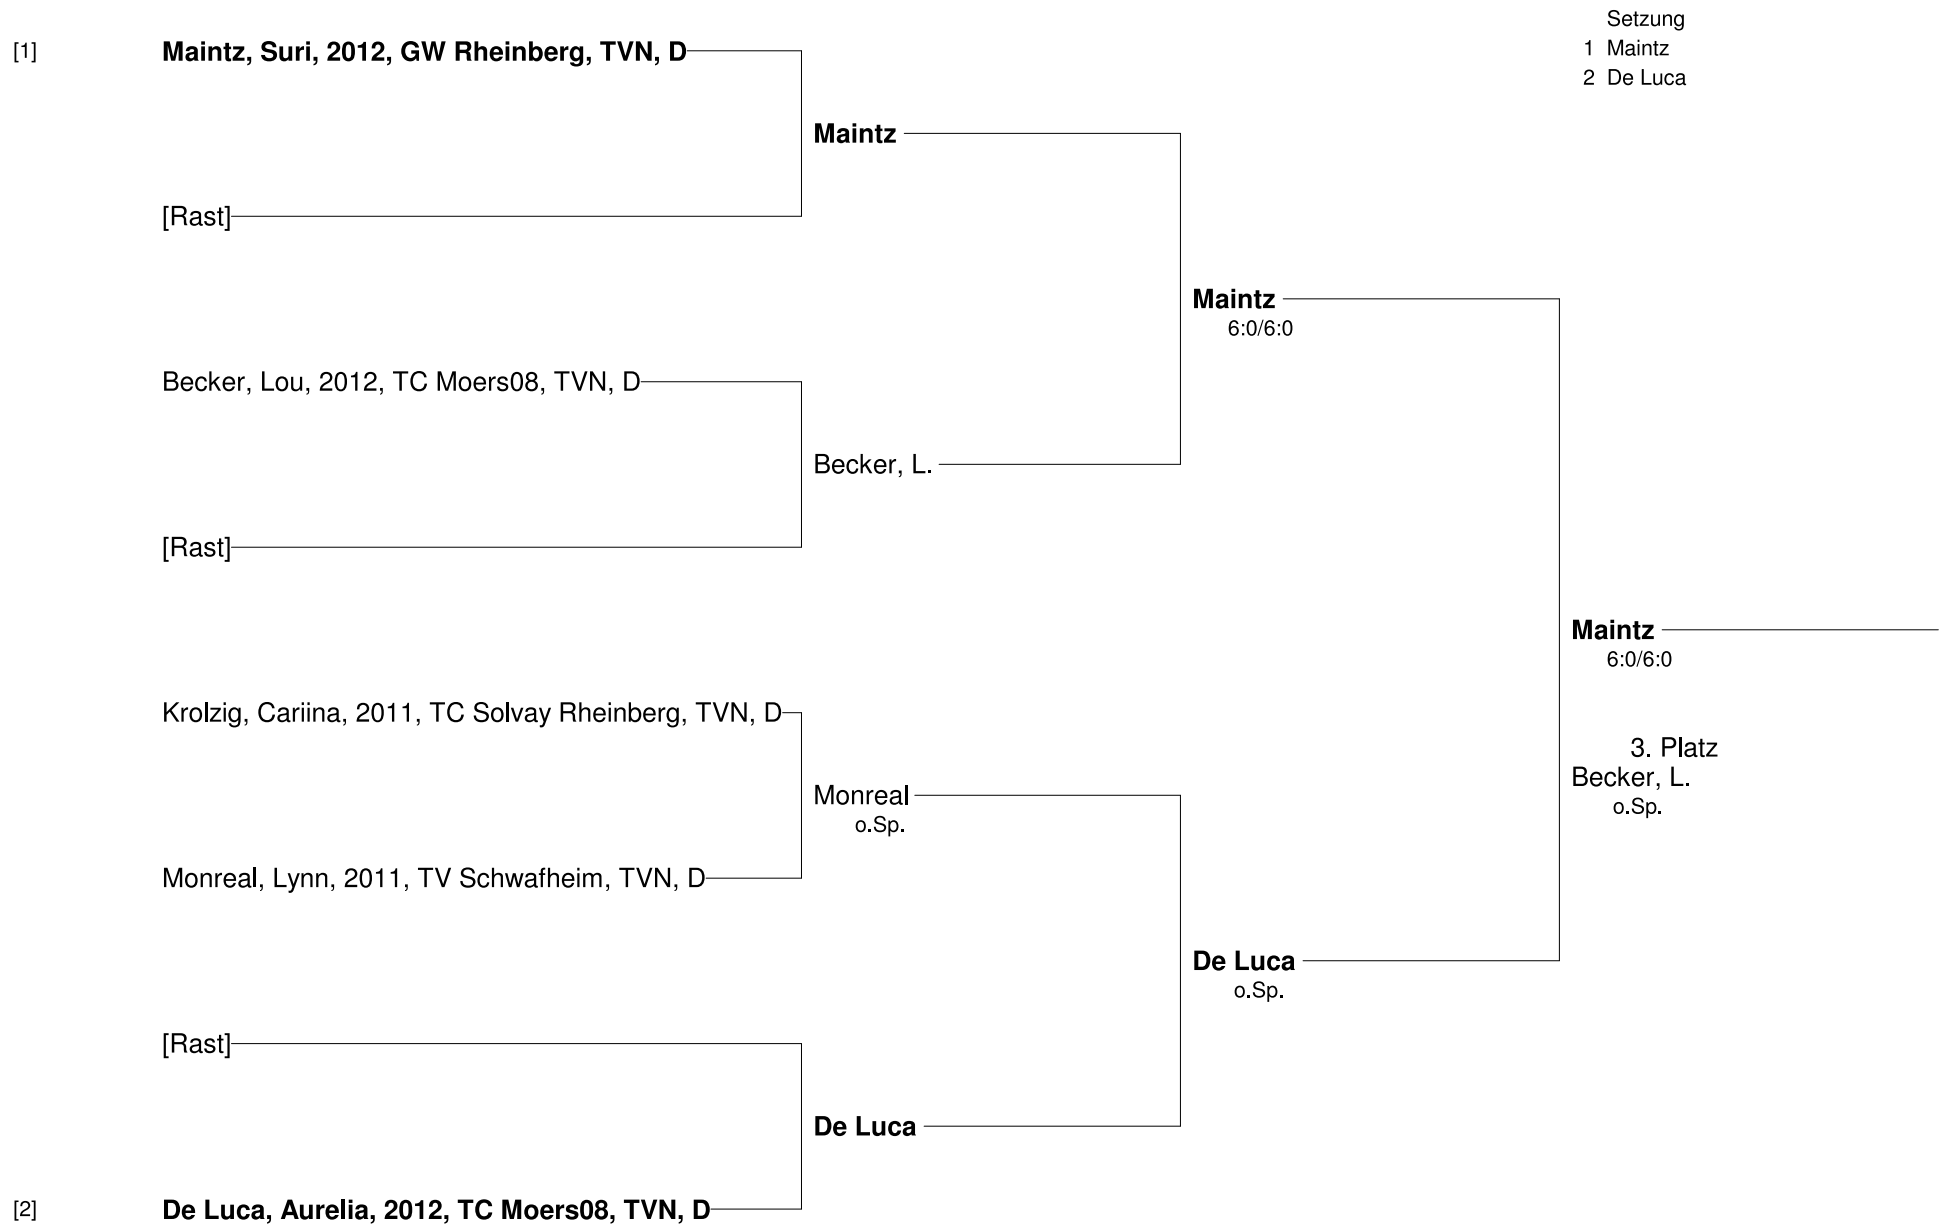 Setzung
1 Maintz
2 De Luca
[1] Maintz, Suri, 2012, GW Rheinberg, TVN, D
Maintz
[Rast]
Maintz
6:0/6:0
Becker, Lou, 2012, TC Moers08, TVN, D
Becker, L.
[Rast]
Maintz
6:0/6:0
Krolzig, Cariina, 2011, TC Solvay Rheinberg, TVN, D
3. Platz
Becker, L.
o.Sp.
Monreal
o.Sp.
Monreal, Lynn, 2011, TV Schwafheim, TVN, D
De Luca
o.Sp.
[Rast]
De Luca
[2] De Luca, Aurelia, 2012, TC Moers08, TVN, D